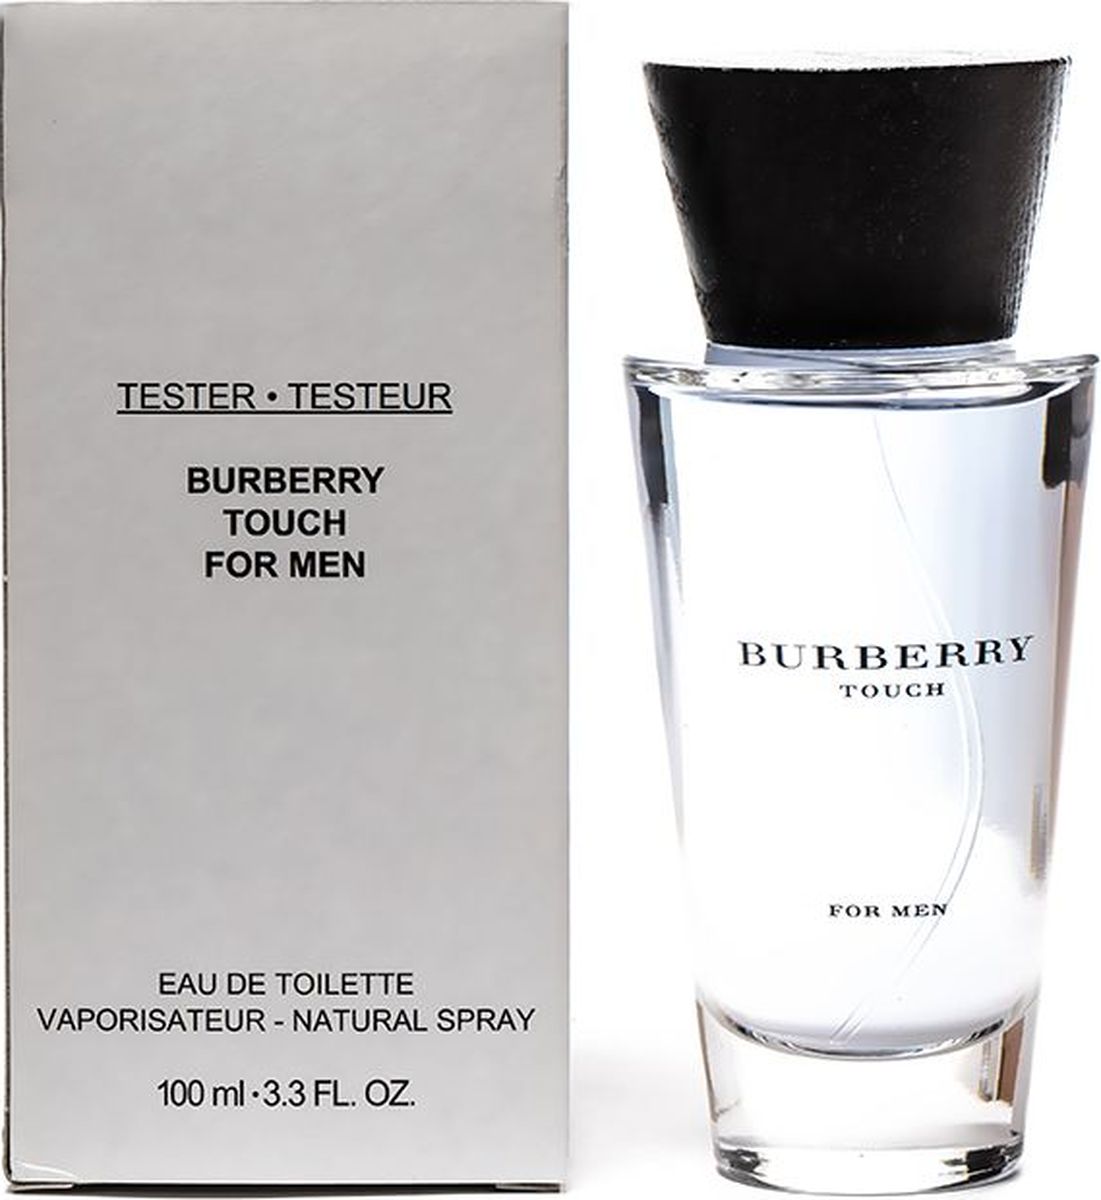 TESTER • TESTEUR
BURBERRY
TOUCH
FOR MEN
EAU DE TOILETTE
VAPORISATEUR - NATURAL SPRAY
100 ml • 3.3 FL. OZ.
BURBERRY
TOUCH
FOR MEN